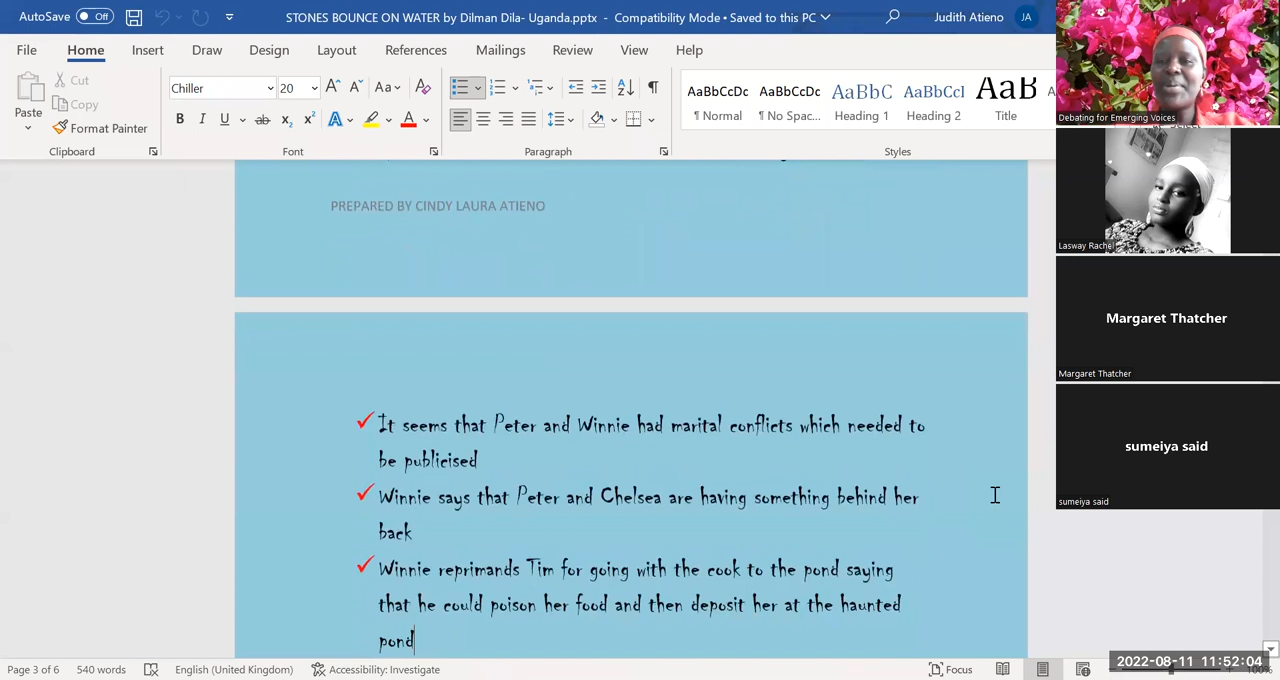 AutoSave Off STONES BOUNCE ON WATER by Dilman Dila- Uganda.pptx - Compatibility Mode • Saved to this PC Judith Atieno JA
File Home Insert Draw Design Layout References Mailings Review View Help
Paste Cut
Copy
Format Painter
Clipboard
Chiller 20 Aa
B I U ab x₂ x² A A
Font
Paragraph
AaBbCcDc AaBbCcDc AaBbC AaBbCcI AaB
¶ Normal ¶ No Spac... Heading 1 Heading 2 Title
Styles
PREPARED BY CINDY LAURA ATIENO
It seems that Peter and Winnie had marital conflicts which needed to
be publicised
Winnie says that Peter and Chelsea are having something behind her
back
Winnie reprimands Tim for going with the cook to the pond saying
that he could poison her food and then deposit her at the haunted
pond
Debating for Emerging Voices
Lasway Rachel
Margaret Thatcher
Margaret Thatcher
sumeiya said
sumeiya said
Page 3 of 6 540 words English (United Kingdom) Accessibility: Investigate Focus 100%
2022-08-11 11:52:04